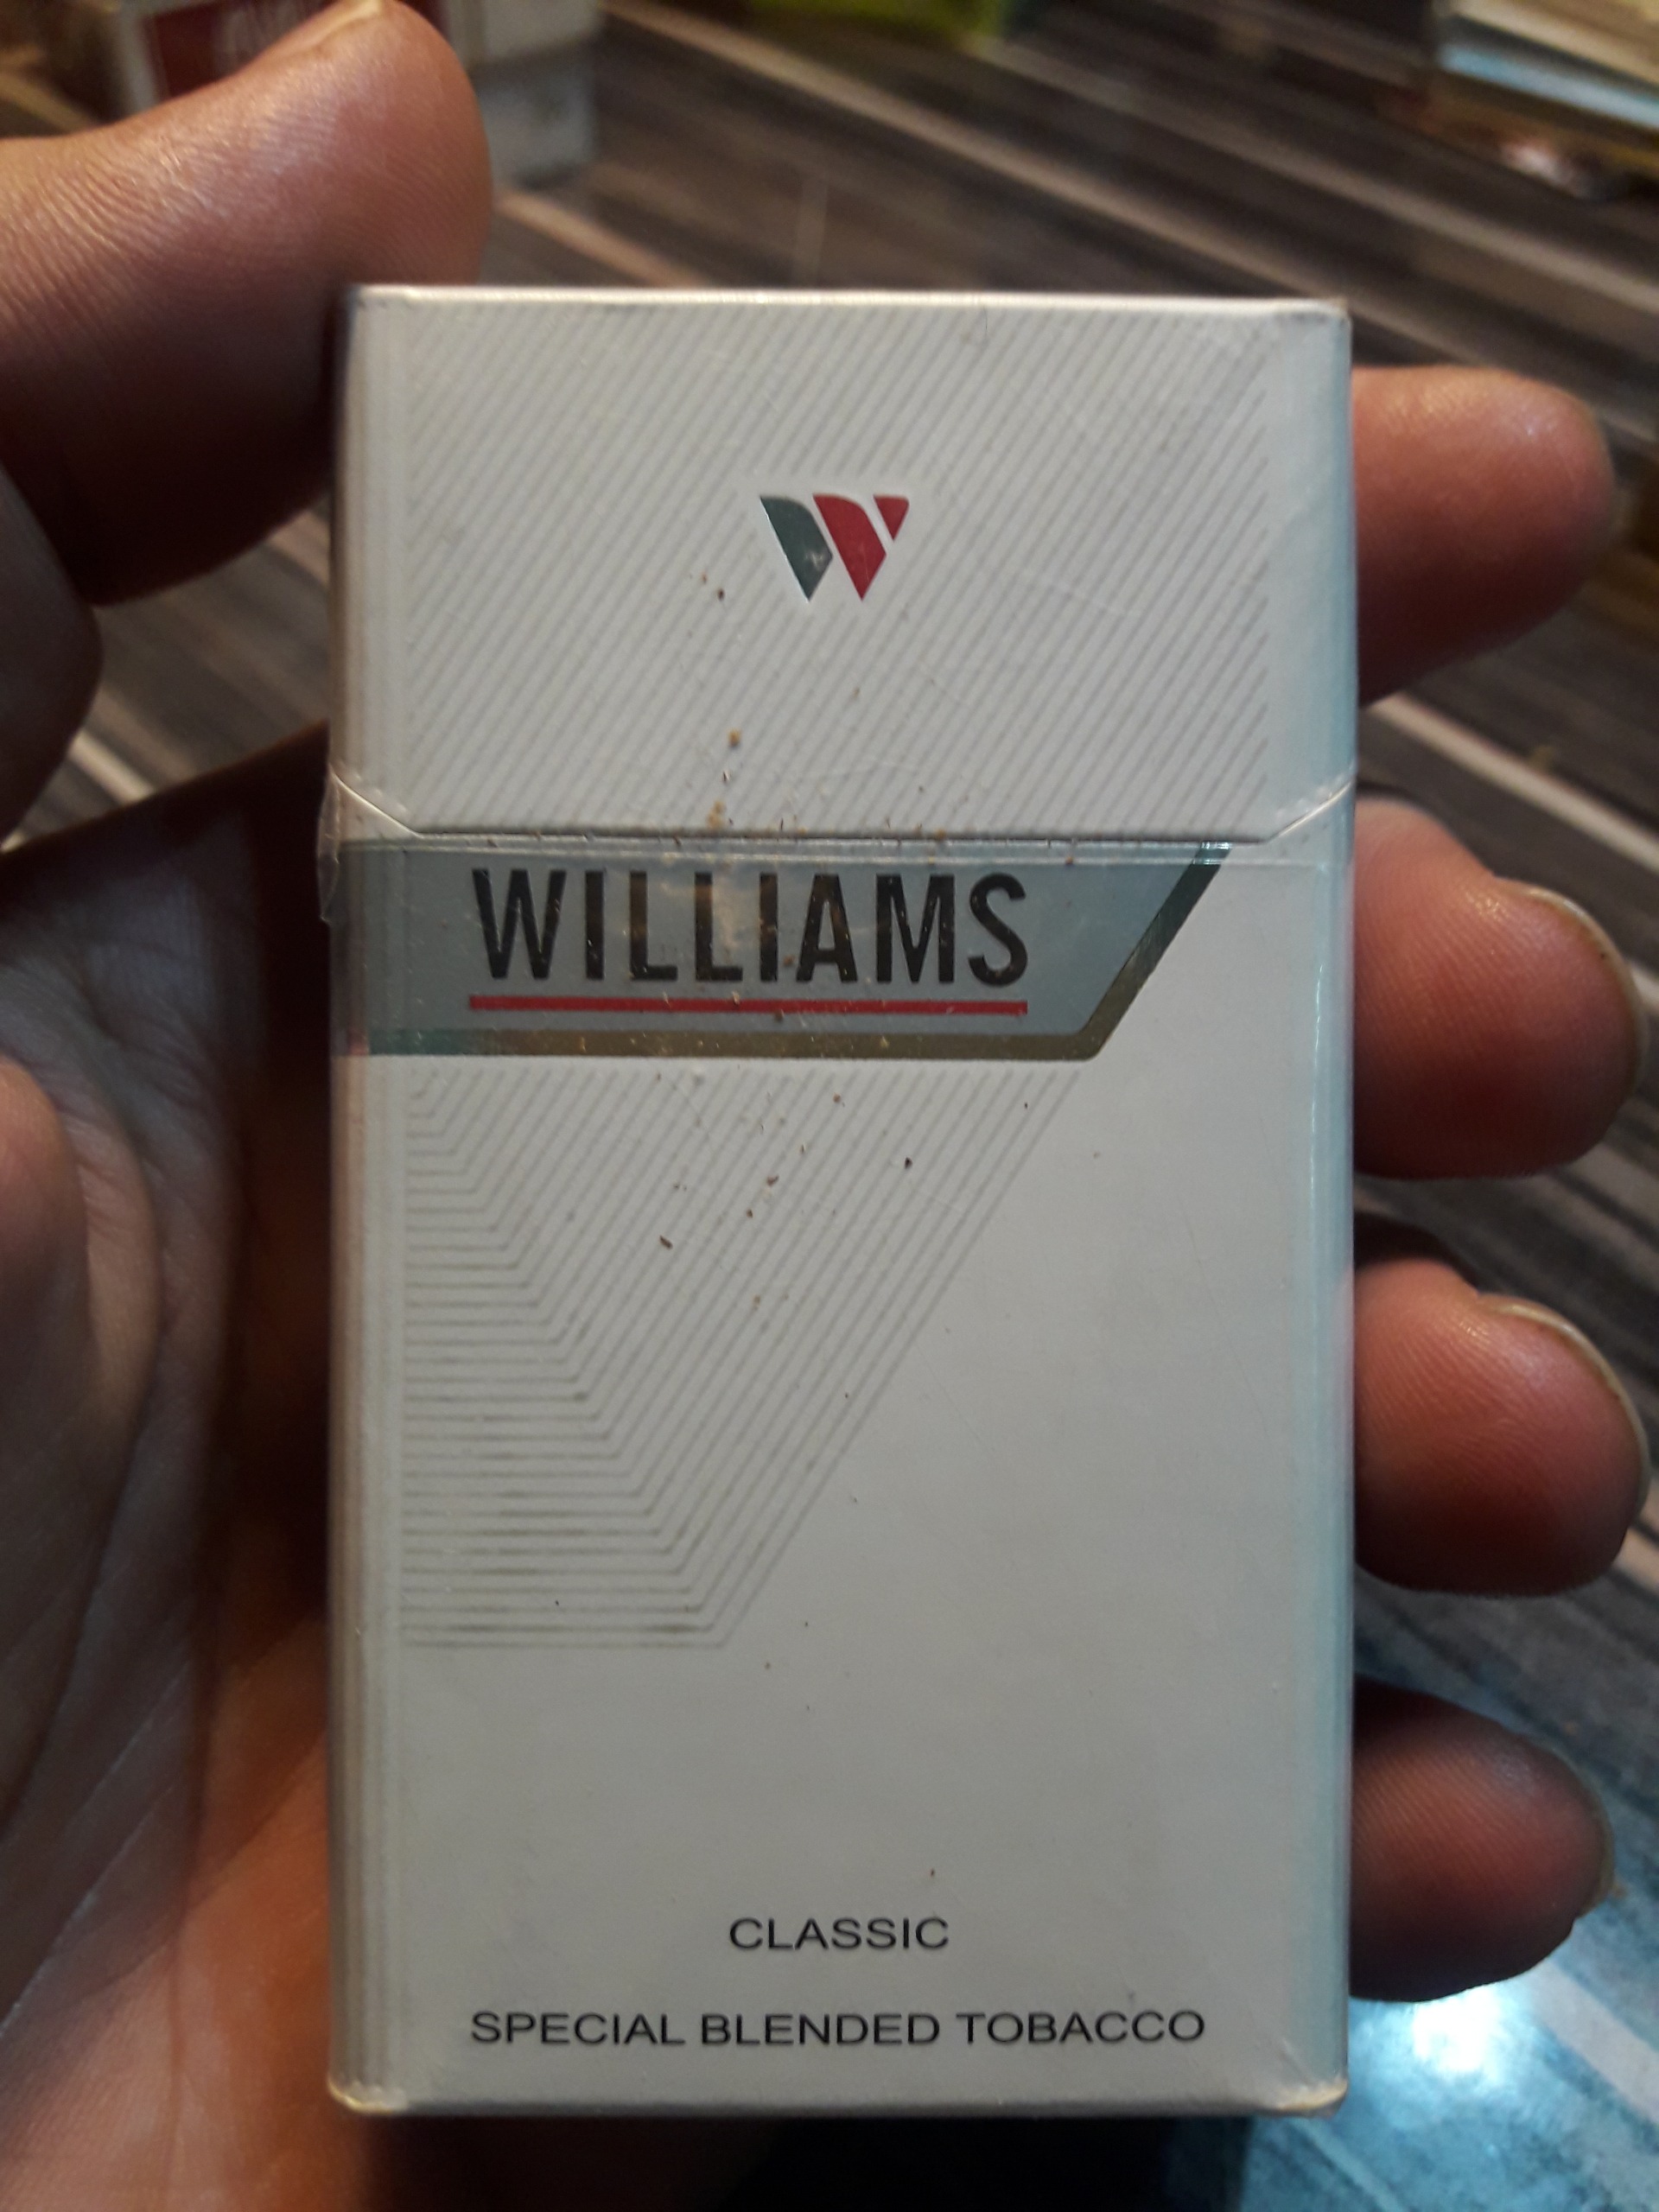 W
WILLIAMS
CLASSIC
SPECIAL BLENDED TOBACCO